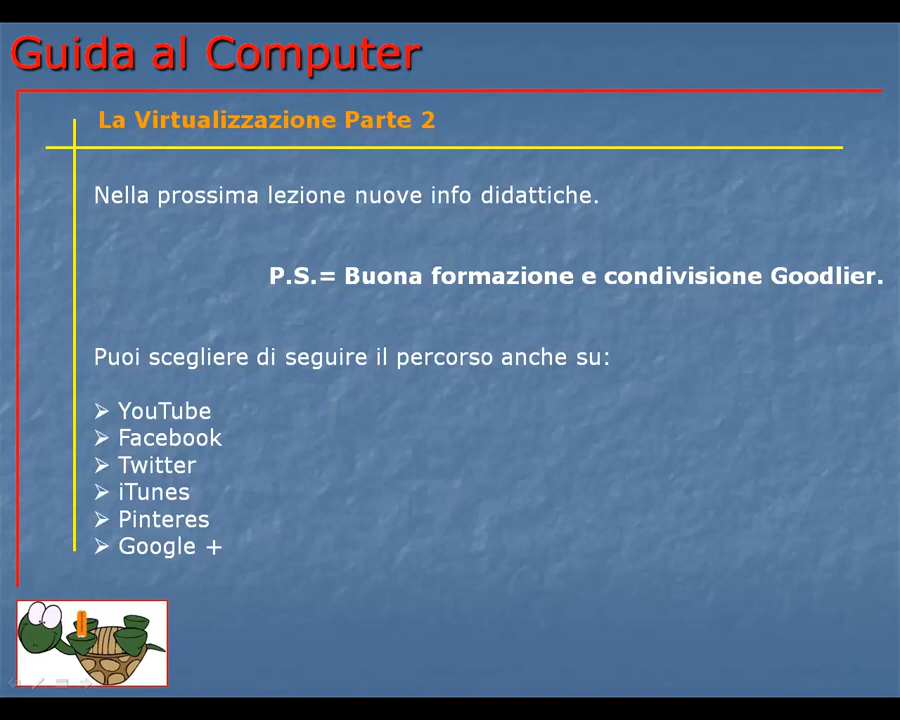 Guida al Computer
La Virtualizzazione Parte 2
Nella prossima lezione nuove info didattiche.
P.S.= Buona formazione e condivisione Goodlier.
Puoi scegliere di seguire il percorso anche su:
➢ YouTube
➢ Facebook
➢ Twitter
➢ iTunes
➢ Pinteres
➢ Google +